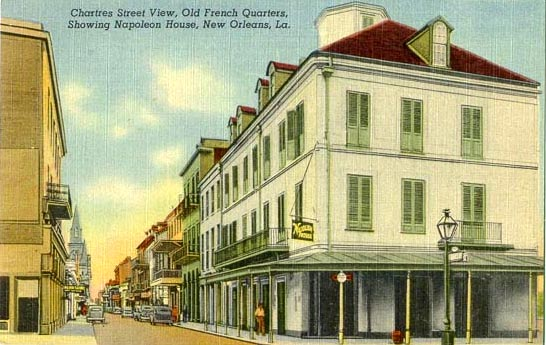 Chartres Street View, Old French Quarters,
Showing Napoleon House, New Orleans, La.